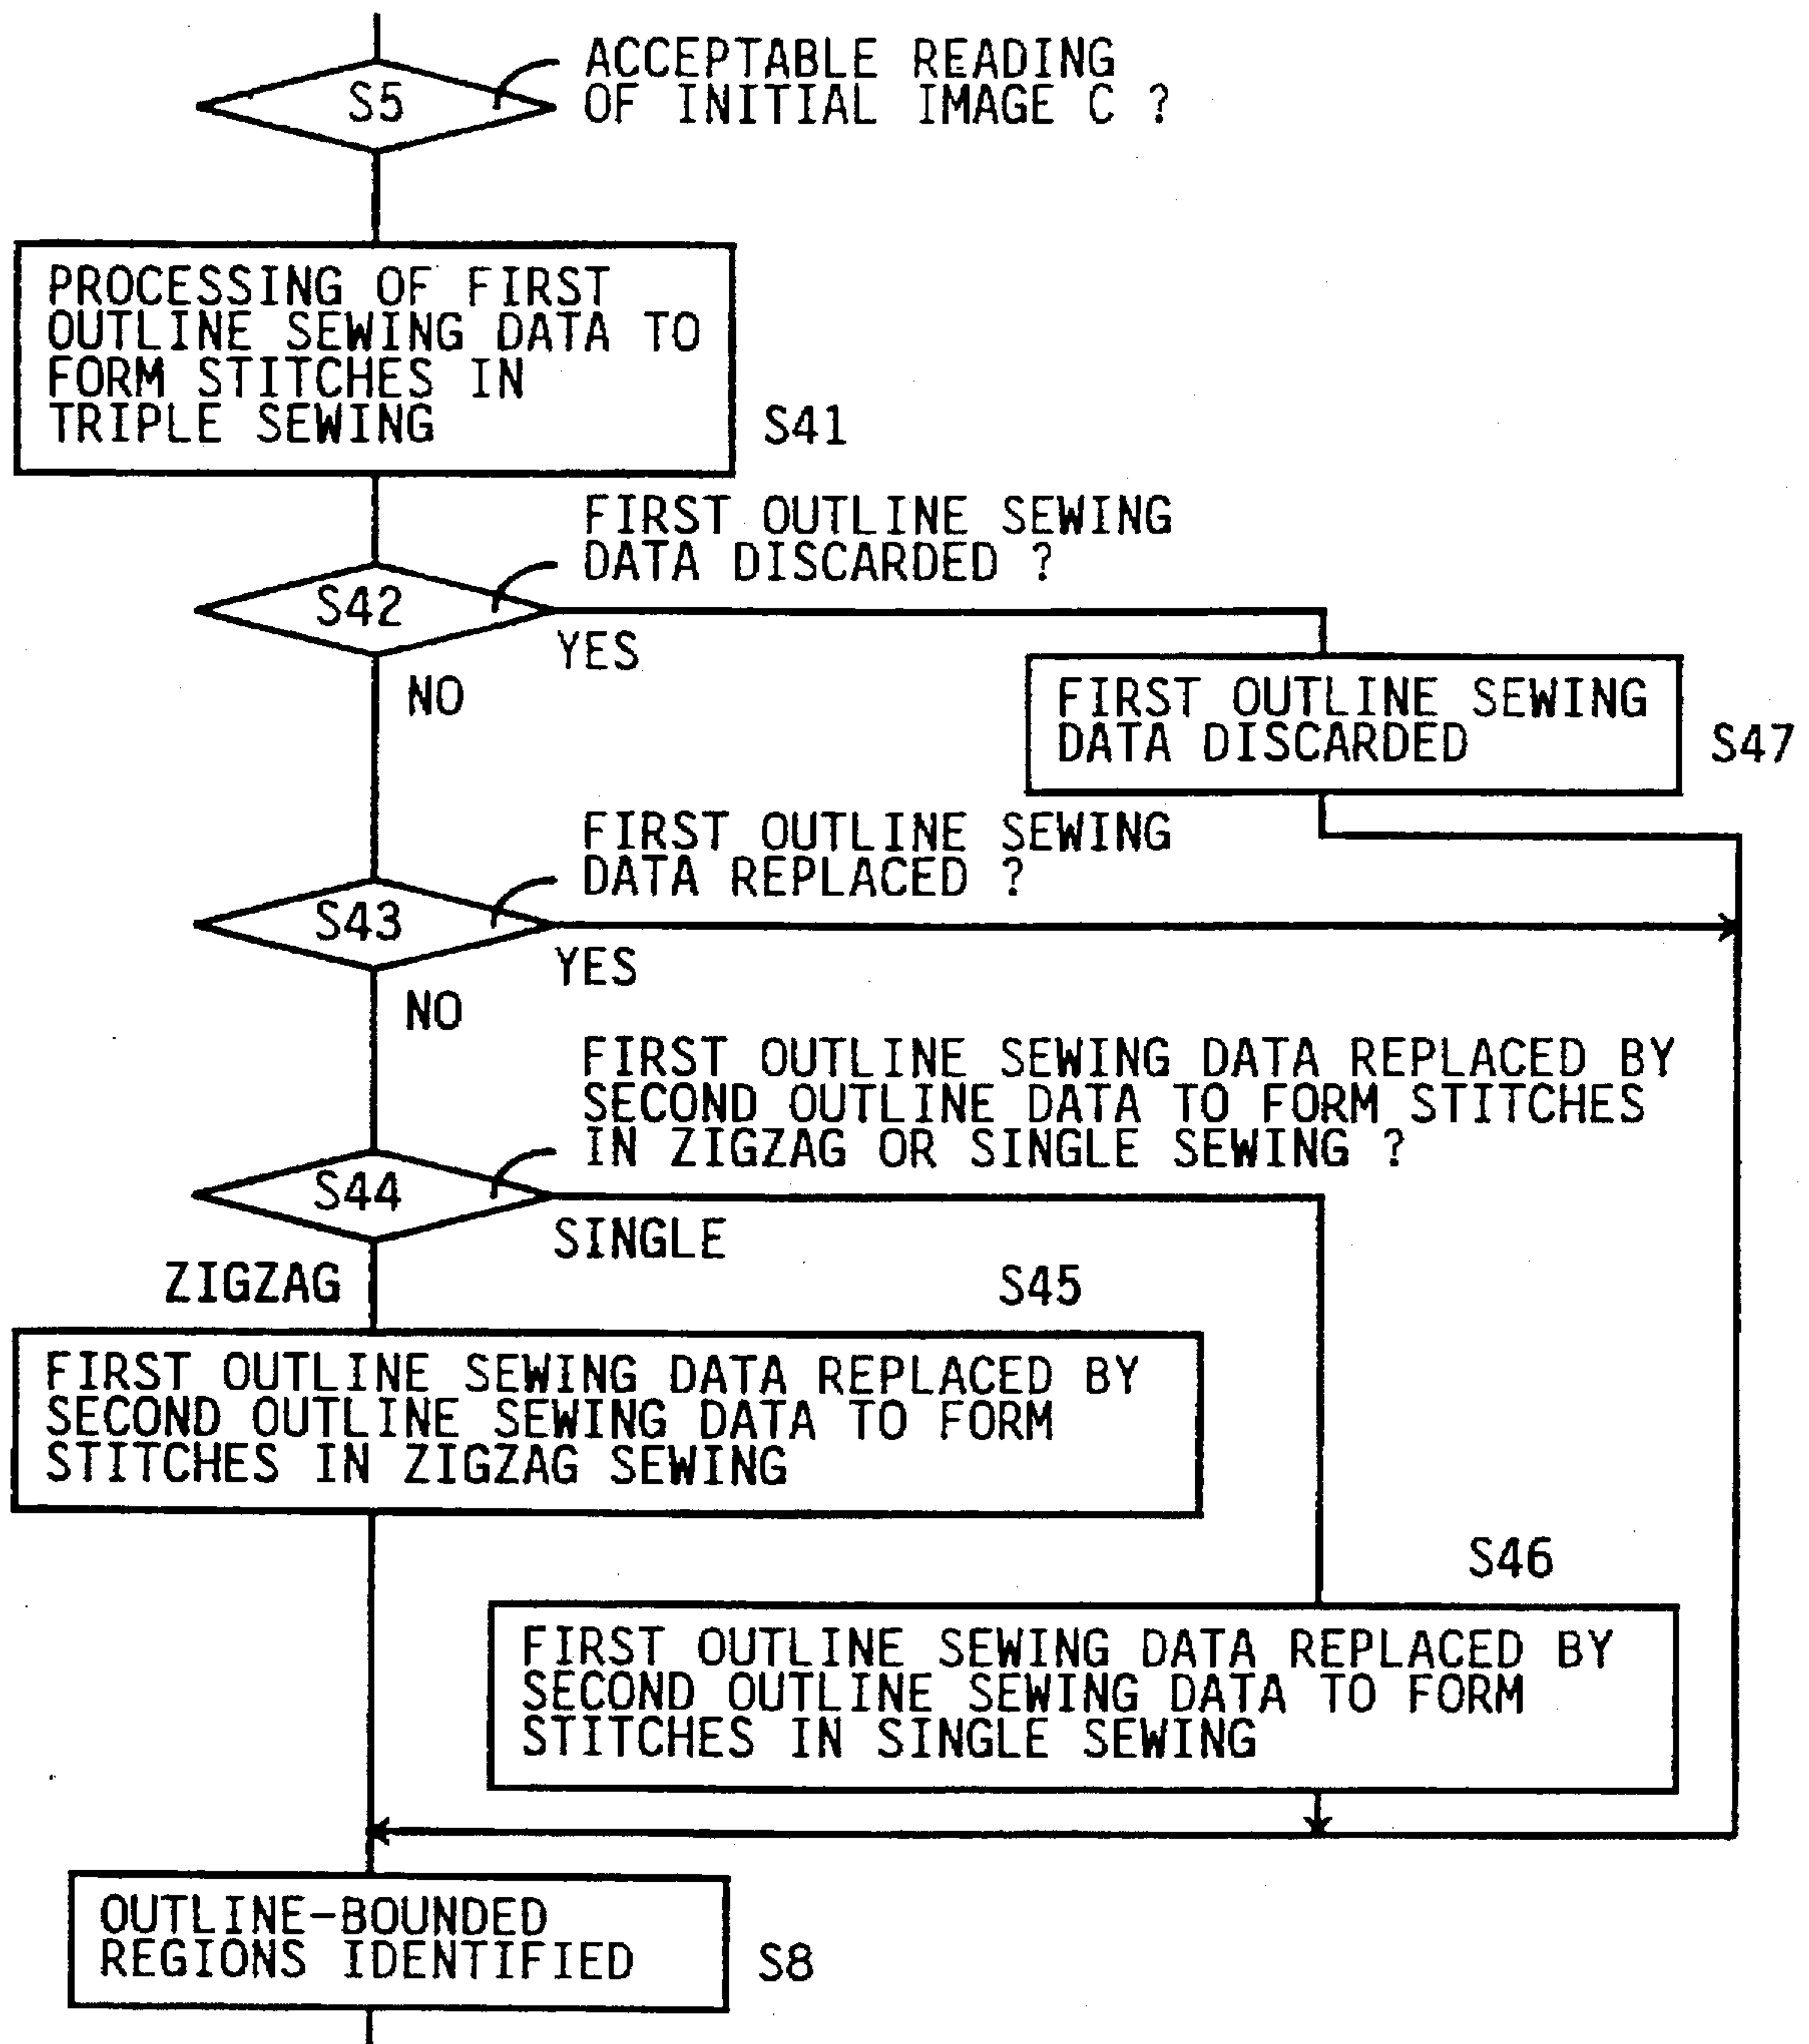 S5
ACCEPTABLE READING
OF INITIAL IMAGE C ?
PROCESSING OF FIRST
OUTLINE SEWING DATA TO
FORM STITCHES IN
TRIPLE SEWING
S41
FIRST OUTLINE SEWING
DATA DISCARDED ?
S42
YES
NO
FIRST OUTLINE SEWING
DATA DISCARDED
S47
FIRST OUTLINE SEWING
DATA REPLACED ?
S43
YES
NO
FIRST OUTLINE SEWING DATA REPLACED BY
SECOND OUTLINE DATA TO FORM STITCHES
IN ZIGZAG OR SINGLE SEWING ?
S44
SINGLE
ZIGZAG
S45
FIRST OUTLINE SEWING DATA REPLACED BY
SECOND OUTLINE SEWING DATA TO FORM
STITCHES IN ZIGZAG SEWING
S46
FIRST OUTLINE SEWING DATA REPLACED BY
SECOND OUTLINE SEWING DATA TO FORM
STITCHES IN SINGLE SEWING
OUTLINE-BOUNDED
REGIONS IDENTIFIED
S8